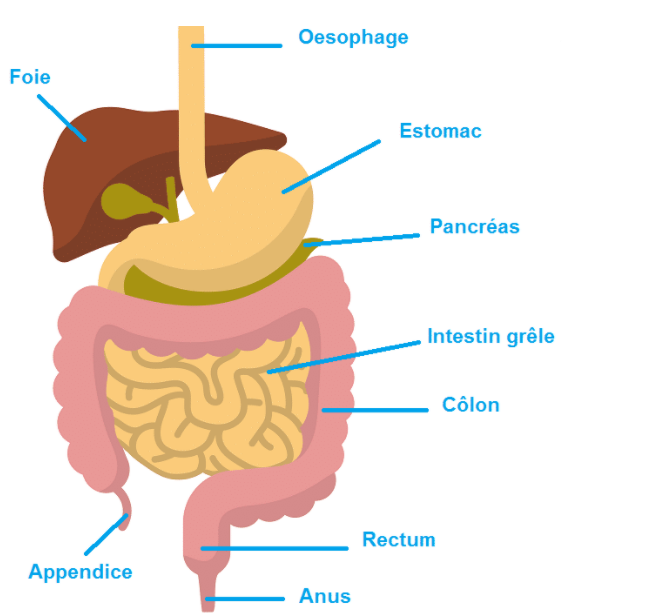 Oesophage
Foie
Estomac
Pancréas
Intestin grêle
Côlon
Rectum
Appendice
Anus